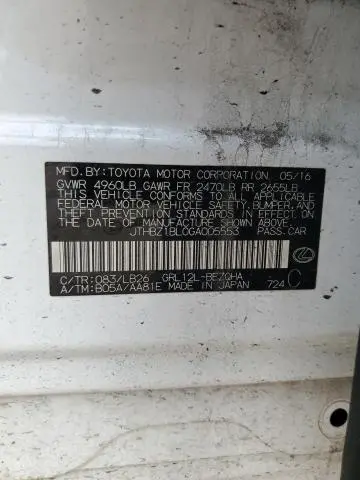 MFD.BY:TOYOTA MOTOR CORPORATION 05/16
GVWR 4960LB GAWR FR 2470LB RR 2655LB
THIS VEHICLE CONFORMS TO ALL APPLICABLE
FEDERAL MOTOR VEHICLE SAFETY,BUMPER,AND
THEFT PREVENTION STANDARDS IN EFFECT ON
THE DATE OF MANUFACTURE SHOWN ABOVE.
JTHBZ1BL0GA005553 PASS.CAR
C/TR:083/LB26 GRL12L-BEZQHA C
A/TM:B05A/AA81E MADE IN JAPAN 724